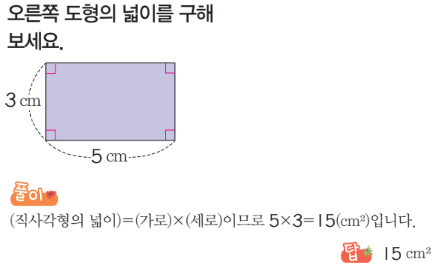 오른쪽 도형의 넓이를 구해
보세요.
3 cm
5 cm
풀이
(직사각형의 넓이)=(가로)×(세로)이므로 5×3=15(cm²)입니다.
답 15 cm²